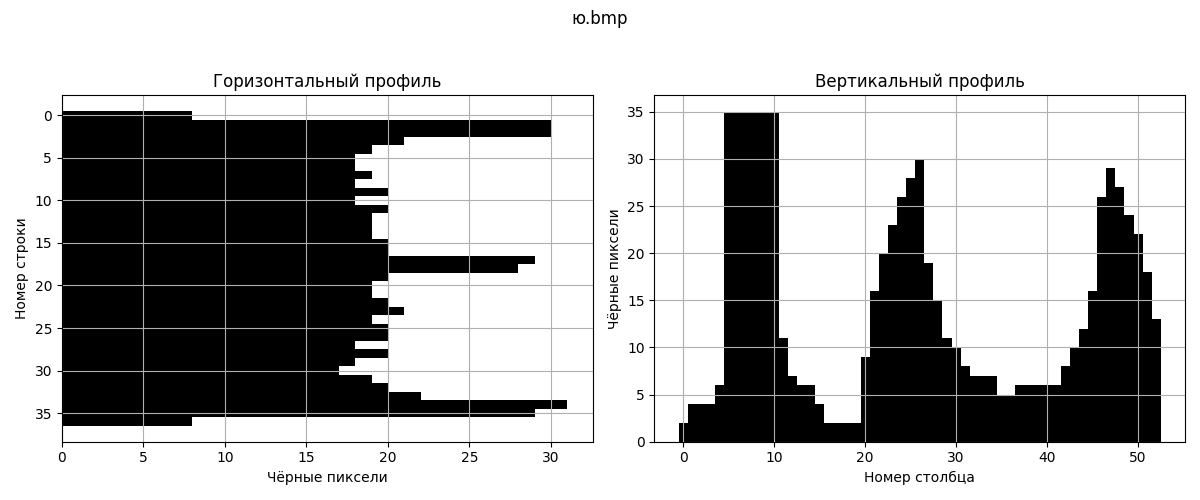 ю.bmp
Горизонтальный профиль
Номер строки
0
5
10
15
20
25
30
35
0 5 10 15 20 25 30
Чёрные пиксели
Вертикальный профиль
Чёрные пиксели
35
30
25
20
15
10
5
0
0 10 20 30 40 50
Номер столбца